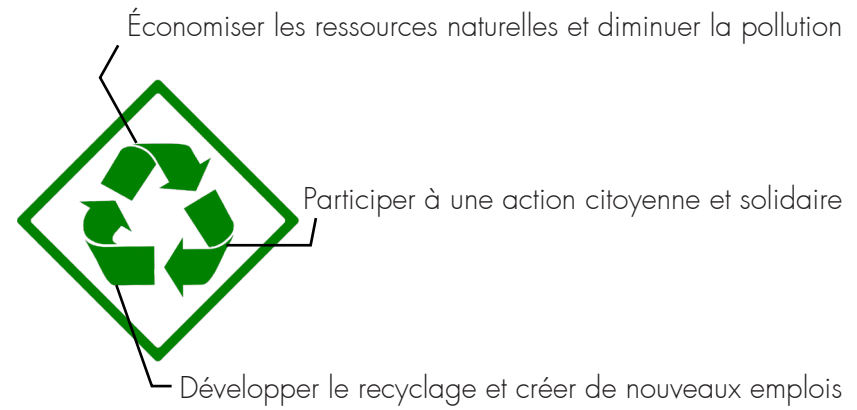 Économiser les ressources naturelles et diminuer la pollution
Participer à une action citoyenne et solidaire
Développer le recyclage et créer de nouveaux emplois